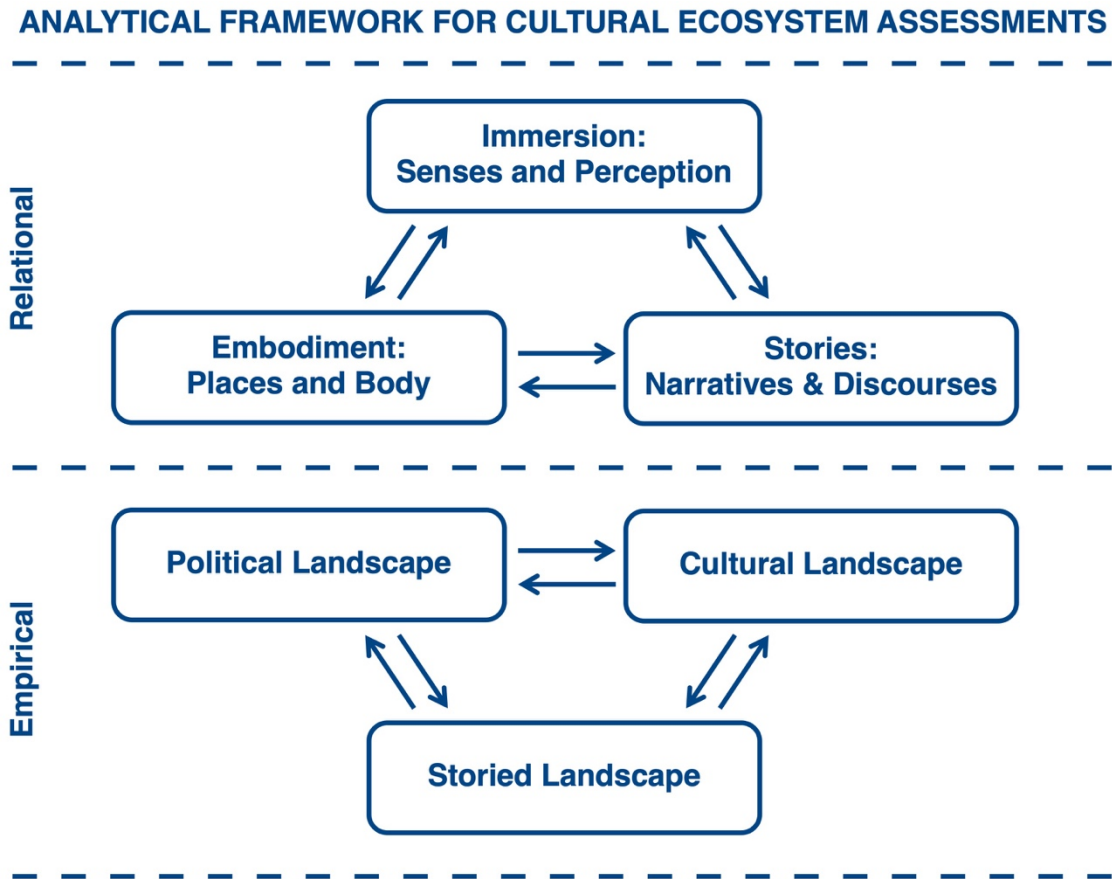 ANALYTICAL FRAMEWORK FOR CULTURAL ECOSYSTEM ASSESSMENTS
Relational
Immersion:
Senses and Perception
Embodiment:
Places and Body
Stories:
Narratives & Discourses
Empirical
Political Landscape
Cultural Landscape
Storied Landscape